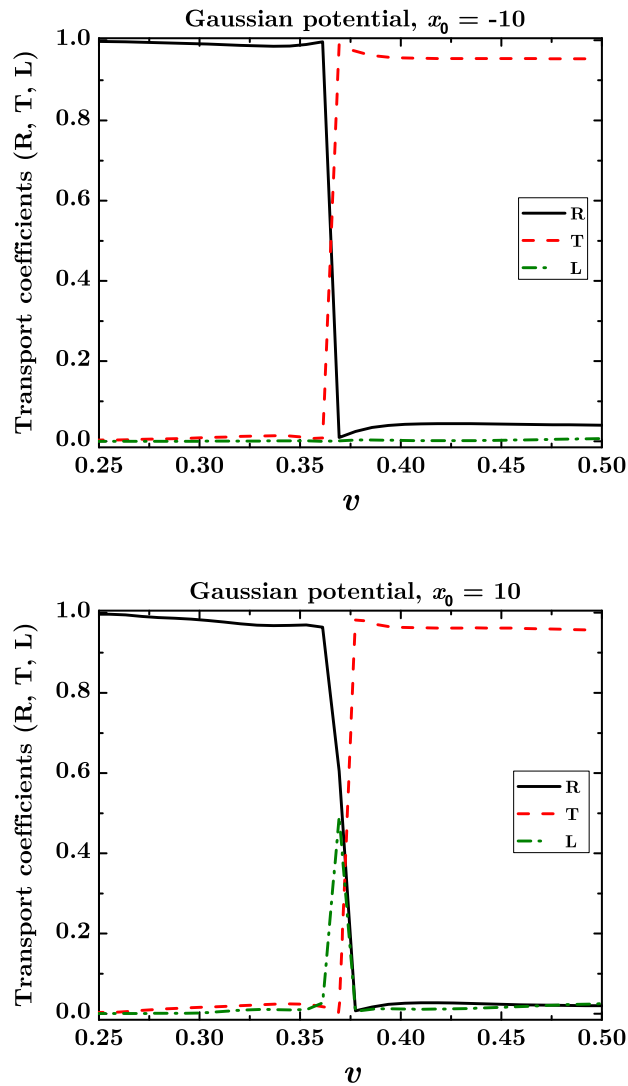 Gaussian potential, x0 = -10
Transport coefficients (R, T, L)
1.0
0.8
0.6
0.4
0.2
0.0
R
T
L
0.25 0.30 0.35 0.40 0.45 0.50
v
Gaussian potential, x0 = 10
Transport coefficients (R, T, L)
1.0
0.8
0.6
0.4
0.2
0.0
R
T
L
0.25 0.30 0.35 0.40 0.45 0.50
v